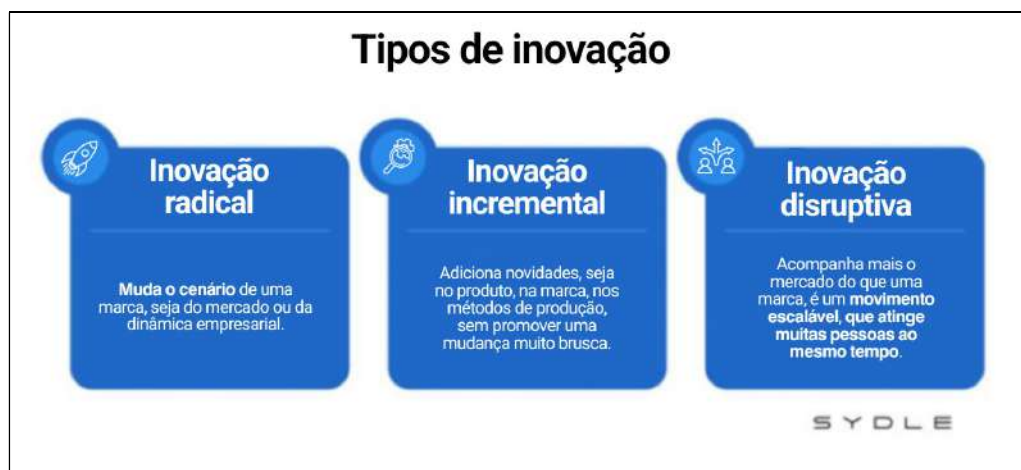 Tipos de inovação
Inovação
radical
Muda o cenário de uma
marca, seja do mercado ou da
dinâmica empresarial.
Inovação
incremental
Adiciona novidades, seja
no produto, na marca, nos
métodos de produção,
sem promover uma
mudança muito brusca.
Inovação
disruptiva
Acompanha mais o
mercado do que uma
marca, é um movimento
escalável, que atinge
muitas pessoas ao
mesmo tempo.
SYDLE